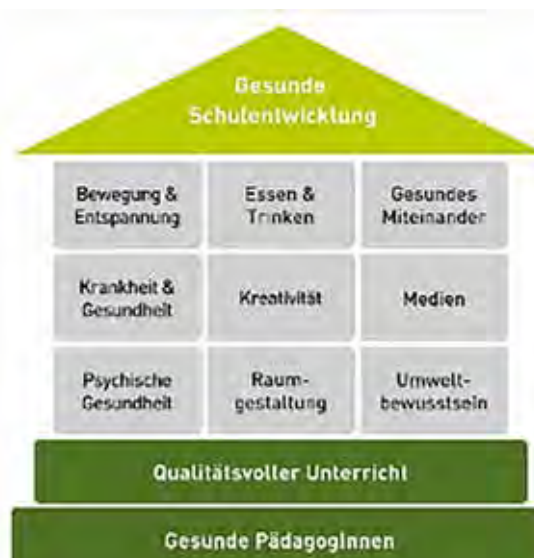 Gesunde
Schulentwicklung
Bewegung &
Entspannung
Essen &
Trinken
Gesundes
Miteinander
Krankheit &
Gesundheit
Kreativität
Medien
Psychische
Gesundheit
Raum-
gestaltung
Umwelt-
bewusstsein
Qualitätsvoller Unterricht
Gesunde PädagogInnen